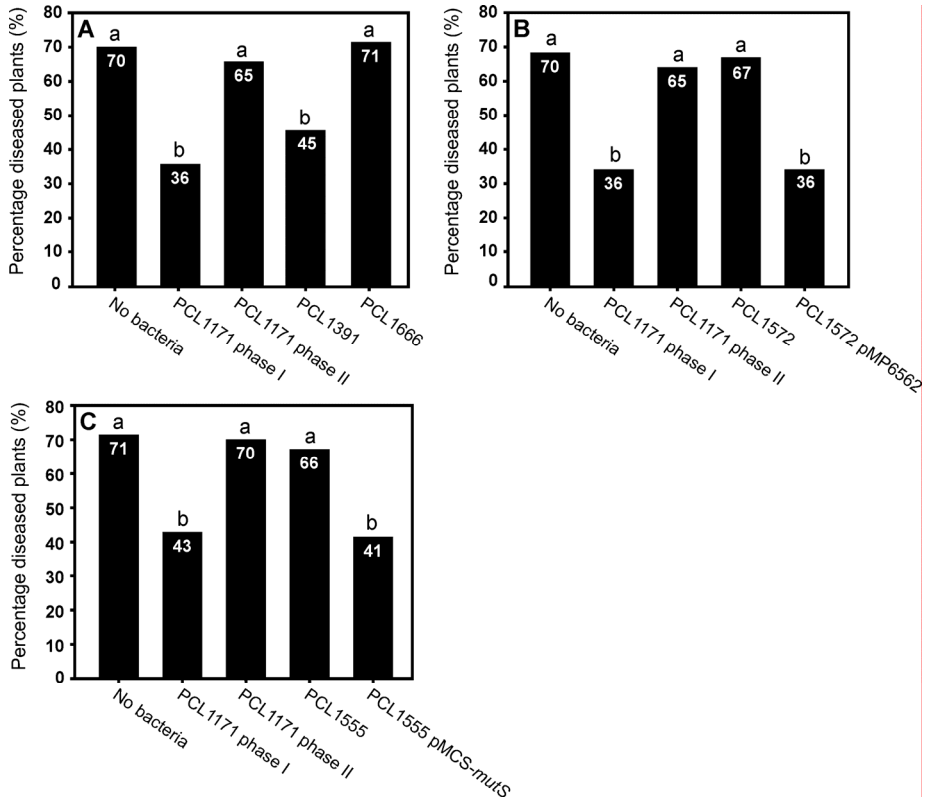 A
Percentage diseased plants (%)
80
70
60
50
40
30
20
10
0
a
70
b
36
a
65
b
45
a
71
No bacteria
PCL1171 phase I
PCL1171 phase II
PCL1391
PCL1666
B
Percentage diseased plants (%)
80
70
60
50
40
30
20
10
0
a
70
b
36
a
65
a
67
b
36
No bacteria
PCL1171 phase I
PCL1171 phase II
PCL1572
PCL1572 pMP6562
C
Percentage diseased plants (%)
80
70
60
50
40
30
20
10
0
a
71
b
43
a
70
a
66
b
41
No bacteria
PCL1171 phase I
PCL1171 phase II
PCL1555
PCL1555 pMCS-mutS